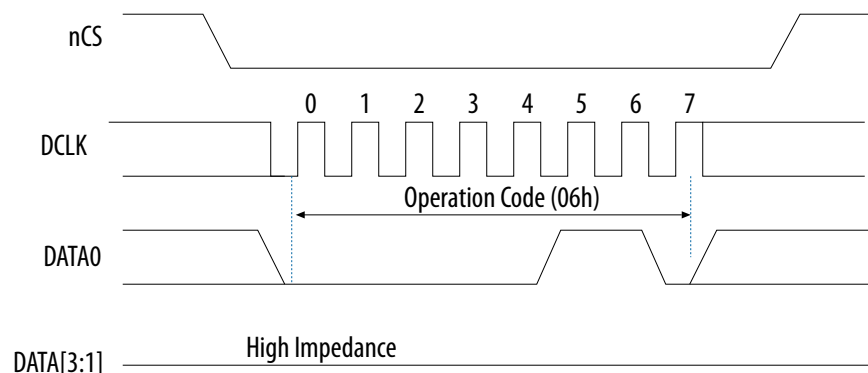 nCS
0 1 2 3 4 5 6 7
DCLK
Operation Code (06h)
DATA0
High Impedance
DATA[3:1]